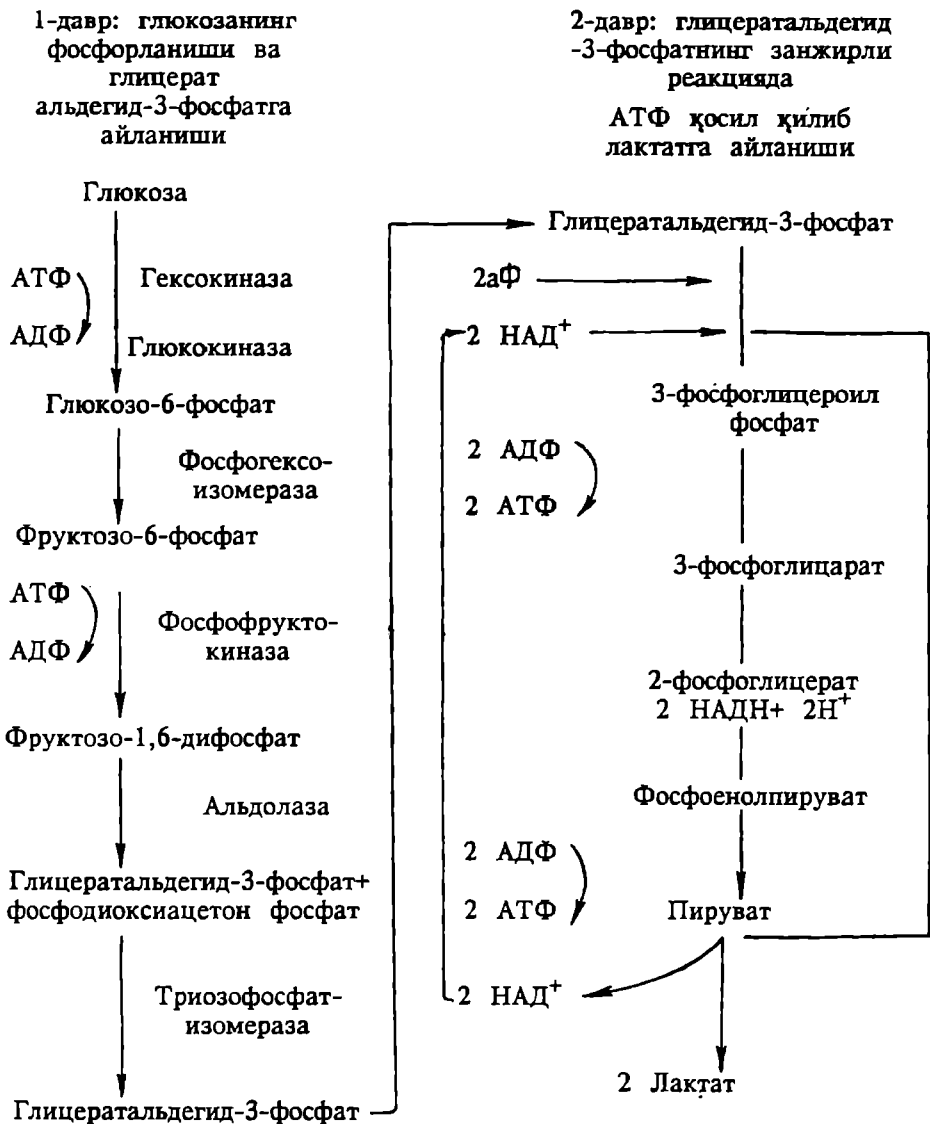 1-давр: глюкозанинг
фосфорланиши ва
глицерат
альдегид-3-фосфатга
айланиши
Глюкоза
АТФ
Гексокиназа
АДФ
Глюкокиназа
Глюкозо-6-фосфат
Фосфогексо-
изомераза
Фруктозо-6-фосфат
АТФ
Фосфофрукто-
киназа
АДФ
Фруктозо-1,6-дифосфат
Альдолаза
Глицератальдегид-3-фосфат+
фосфодиоксиацетон фосфат
Триозофосфат-
изомераза
Глицератальдегид-3-фосфат
2-давр: глицератальдегид
-3-фосфатнинг занжирли
реакцияда
АТФ қосил қилиб
лактатга айланиши
Глицератальдегид-3-фосфат
2аФ
2 НАД⁺
3-фосфоглицероил
фосфат
2 АДФ
2 АТФ
3-фосфоглицарат
2-фосфоглицерат
2 НАДН+ 2Н⁺
Фосфоенолпируват
2 АДФ
2 АТФ
Пируват
2 НАД⁺
2 Лактат